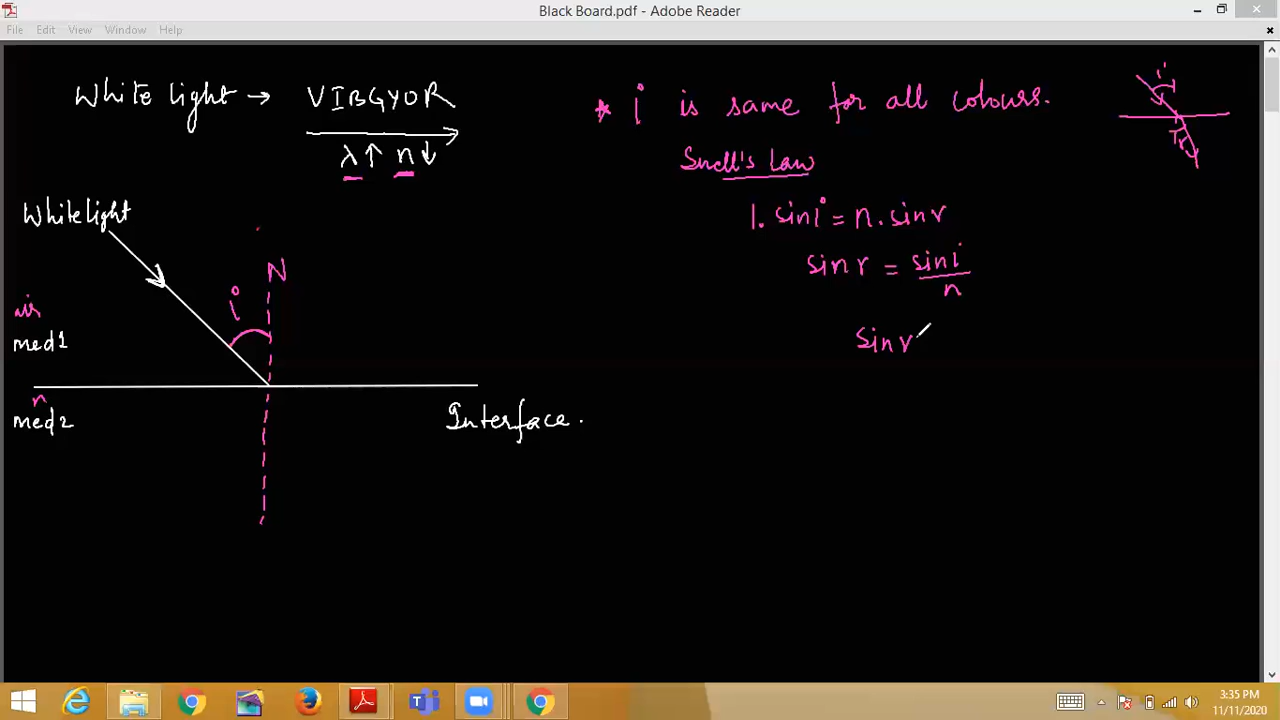 Black Board.pdf - Adobe Reader
File Edit View Window Help
White light → VIBGYOR
λ↑ n↓
* i is same for all colours.
Snell's Law
1. sin i = n. sin r
sin r = sin i / n
sin r
i
r
White light
N
i
air
med 1
n
med 2
Interface.
3:35 PM
11/11/2020